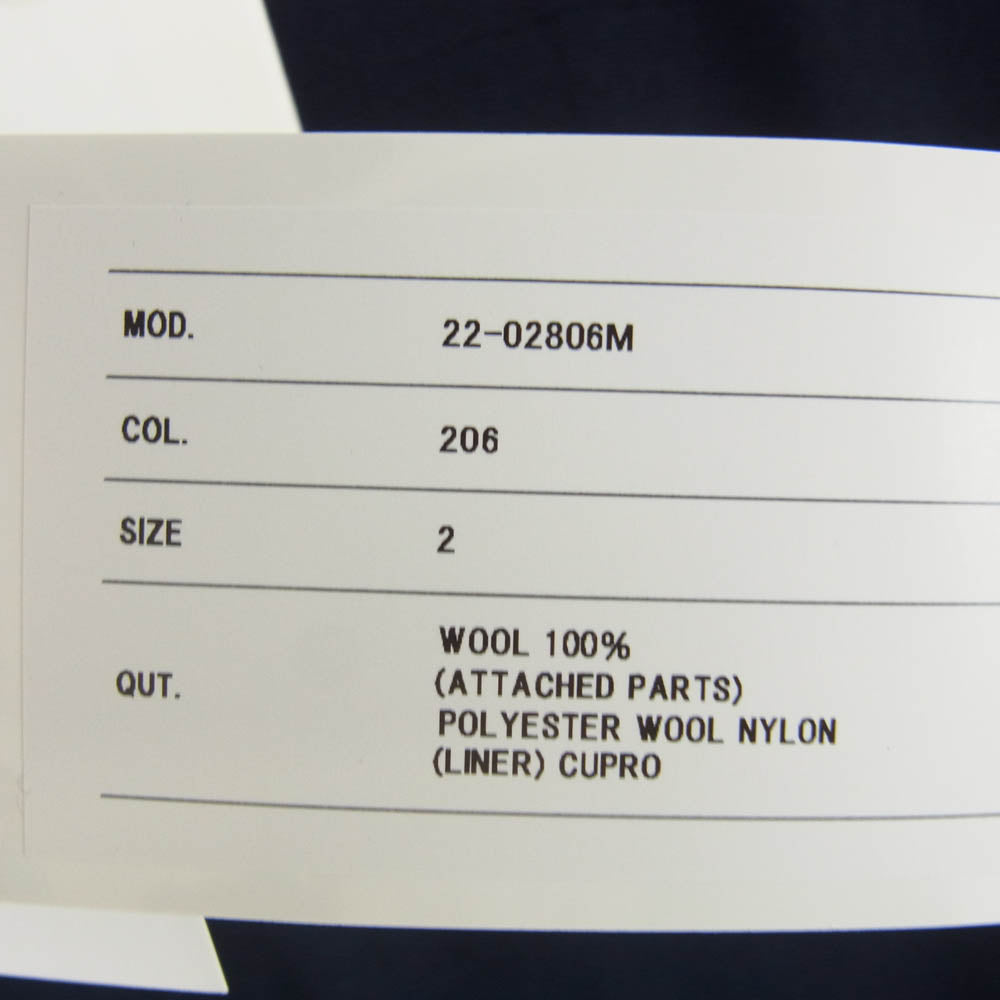 MOD. 22-02806M
COL. 206
SIZE 2
QUT. WOOL 100%
(ATTACHED PARTS)
POLYESTER WOOL NYLON
(LINER) CUPRO